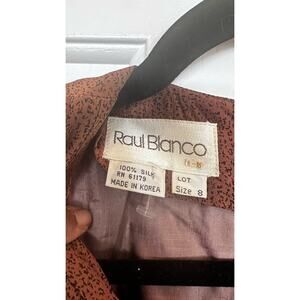 Raul Blanco
100% SILK
RN 61179
MADE IN KOREA
LOT
Size 8